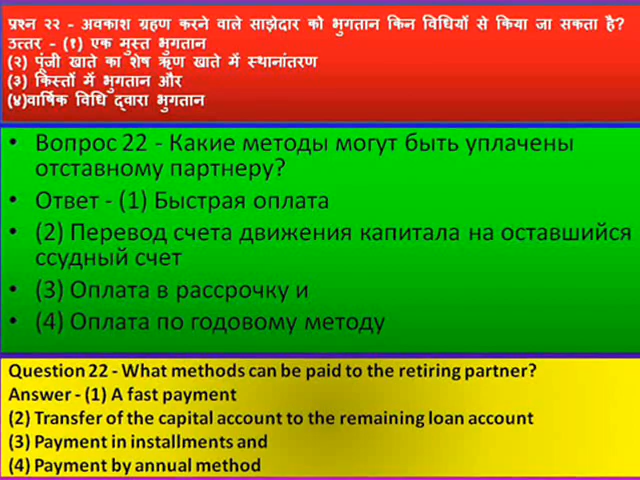 प्रश्न २२ - अवकाश ग्रहण करने वाले साझेदार को भुगतान किन विधियों से किया जा सकता है?
उत्तर - (१) एक मुस्त भुगतान
(२) पूंजी खाते का शेष ऋण खाते में स्थानांतरण
(३) किस्तों में भुगतान और
(४)वार्षिक विधि द्वारा भुगतान
• Вопрос 22 - Какие методы могут быть уплачены
отставному партнеру?
• Ответ - (1) Быстрая оплата
• (2) Перевод счета движения капитала на оставшийся
ссудный счет
• (3) Оплата в рассрочку и
• (4) Оплата по годовому методу
Question 22 - What methods can be paid to the retiring partner?
Answer - (1) A fast payment
(2) Transfer of the capital account to the remaining loan account
(3) Payment in installments and
(4) Payment by annual method